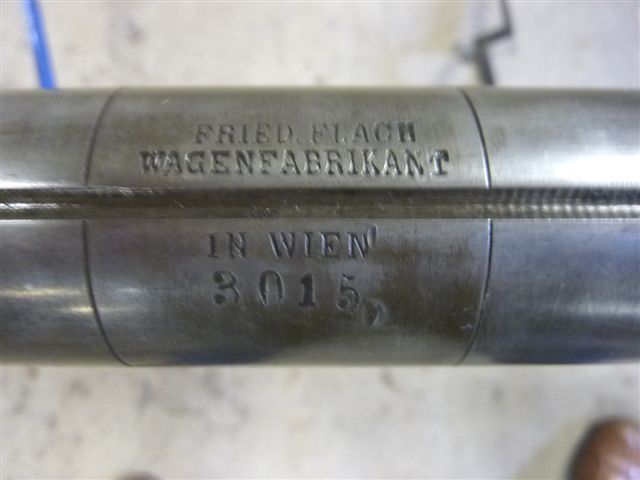 FRIED. FLACH
WAGENFABRIKANT
IN WIEN
3015